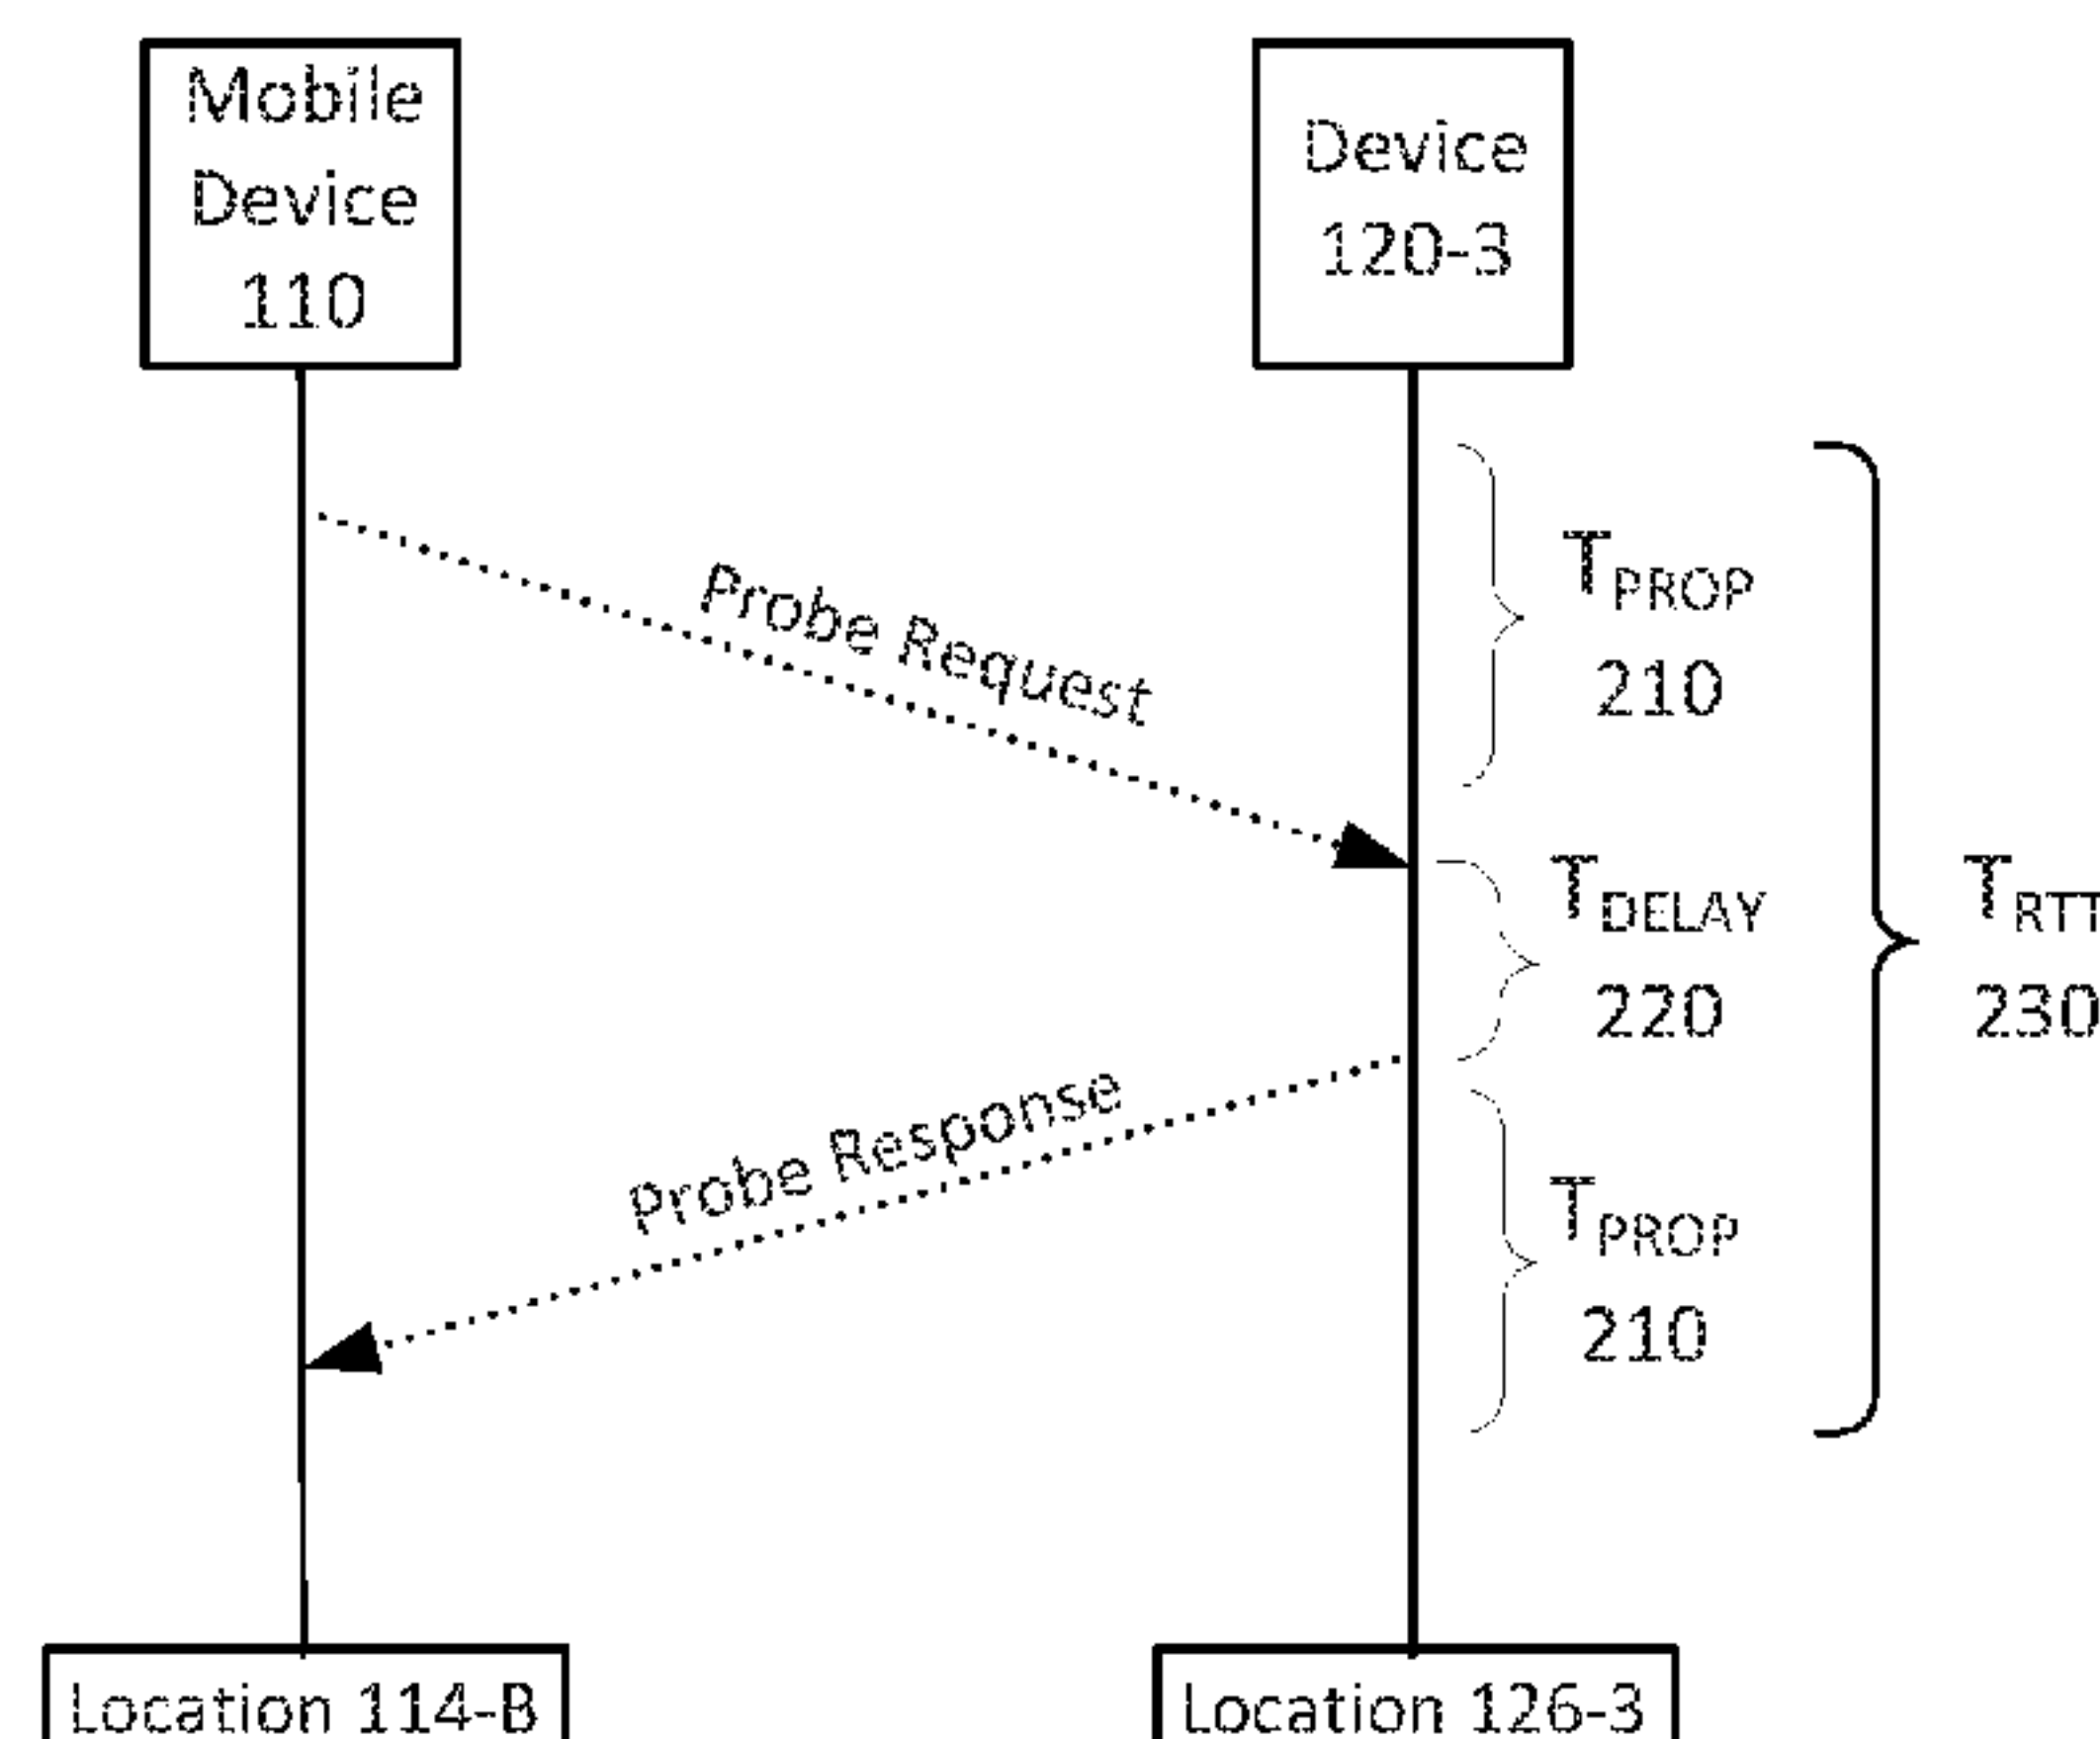 Mobile
Device
110
Device
120-3
Probe Request
TPROP
210
TDELAY
220
TRTT
230
Probe Response
TPROP
210
Location 114-B
Location 126-3